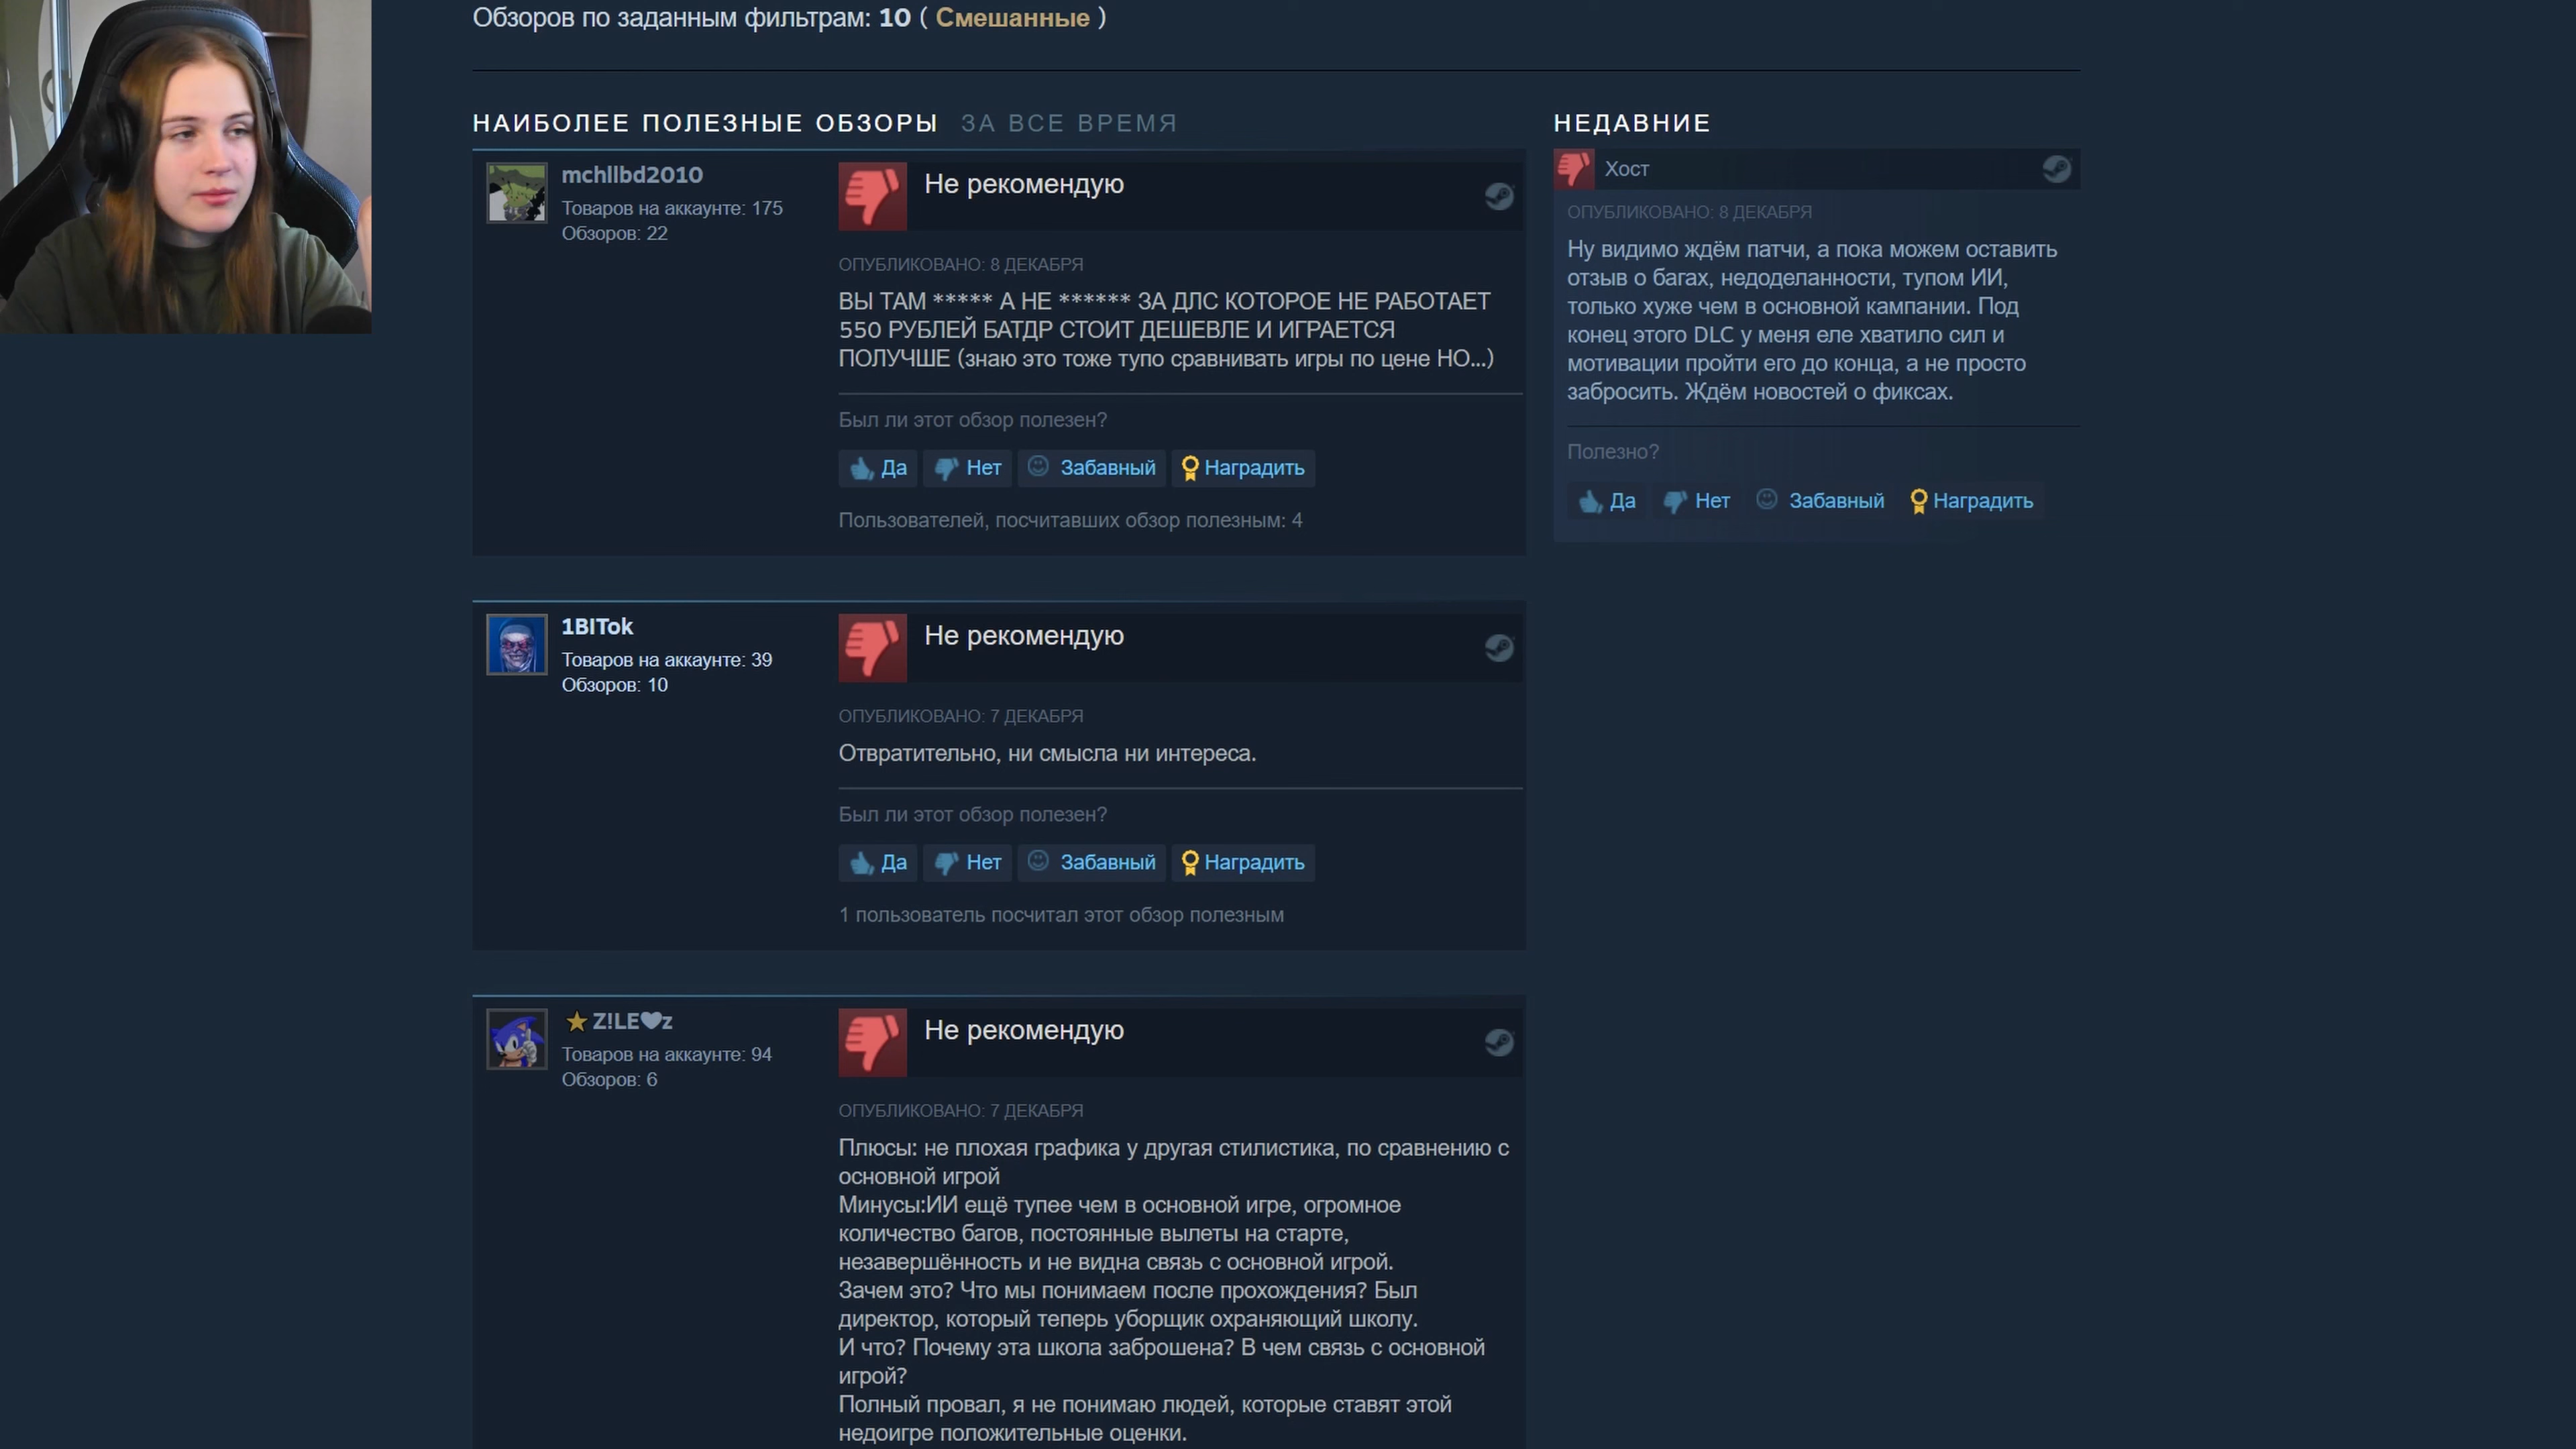 Обзоров по заданным фильтрам: 10 ( Смешанные )
НАИБОЛЕЕ ПОЛЕЗНЫЕ ОБЗОРЫ ЗА ВСЕ ВРЕМЯ
mchllbd2010
Товаров на аккаунте: 175
Обзоров: 22
Не рекомендую
ОПУБЛИКОВАНО: 8 ДЕКАБРЯ
ВЫ ТАМ ***** А НЕ ****** ЗА ДЛС КОТОРОЕ НЕ РАБОТАЕТ
550 РУБЛЕЙ БАТДР СТОИТ ДЕШЕВЛЕ И ИГРАЕТСЯ
ПОЛУЧШЕ (знаю это тоже тупо сравнивать игры по цене НО...)
Был ли этот обзор полезен?
Да Нет Забавный Наградить
Пользователей, посчитавших обзор полезным: 4
1BITok
Товаров на аккаунте: 39
Обзоров: 10
Не рекомендую
ОПУБЛИКОВАНО: 7 ДЕКАБРЯ
Отвратительно, ни смысла ни интереса.
Был ли этот обзор полезен?
Да Нет Забавный Наградить
1 пользователь посчитал этот обзор полезным
Z!LE🖤z
Товаров на аккаунте: 94
Обзоров: 6
Не рекомендую
ОПУБЛИКОВАНО: 7 ДЕКАБРЯ
Плюсы: не плохая графика у другая стилистика, по сравнению с
основной игрой
Минусы:ИИ ещё тупее чем в основной игре, огромное
количество багов, постоянные вылеты на старте,
незавершённость и не видна связь с основной игрой.
Зачем это? Что мы понимаем после прохождения? Был
директор, который теперь уборщик охраняющий школу.
И что? Почему эта школа заброшена? В чем связь с основной
игрой?
Полный провал, я не понимаю людей, которые ставят этой
недоигре положительные оценки.
НЕДАВНИЕ
Хост
ОПУБЛИКОВАНО: 8 ДЕКАБРЯ
Ну видимо ждём патчи, а пока можем оставить
отзыв о багах, недоделанности, тупом ИИ,
только хуже чем в основной кампании. Под
конец этого DLC у меня еле хватило сил и
мотивации пройти его до конца, а не просто
забросить. Ждём новостей о фиксах.
Полезно?
Да Нет Забавный Наградить